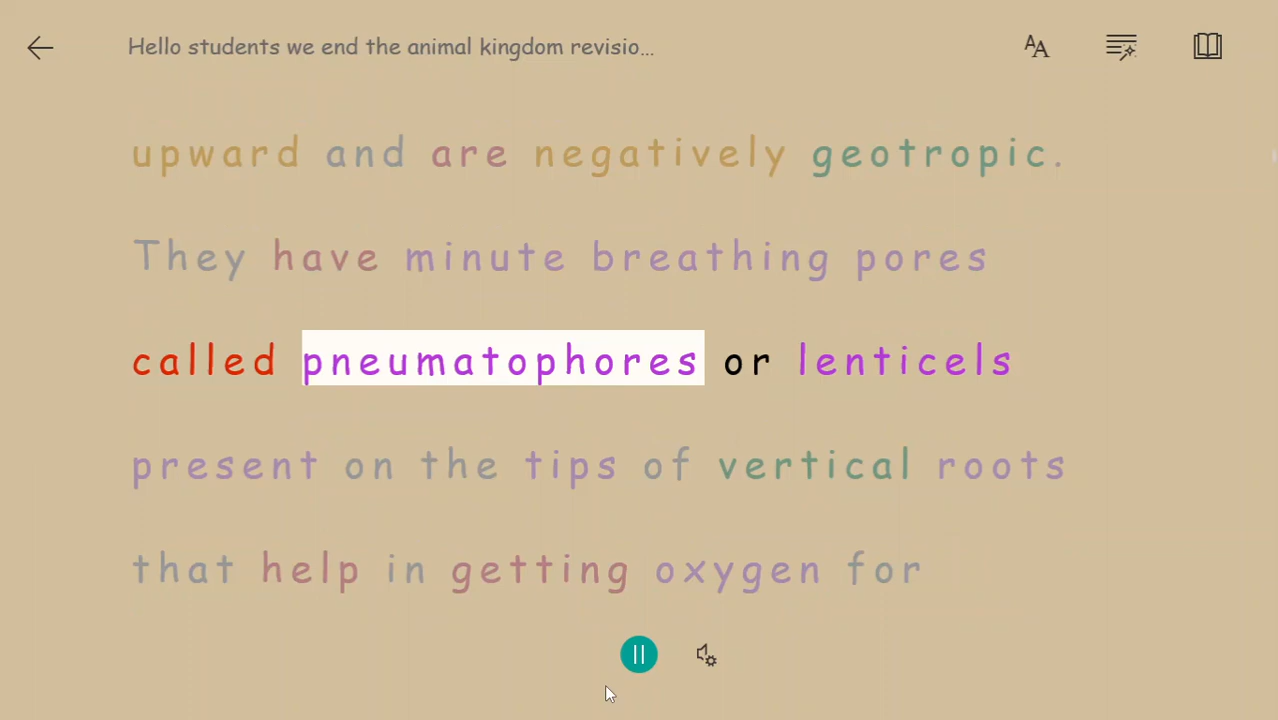 Hello students we end the animal kingdom revisio...
upward and are negatively geotropic.
They have minute breathing pores
called pneumatophores or lenticels
present on the tips of vertical roots
that help in getting oxygen for